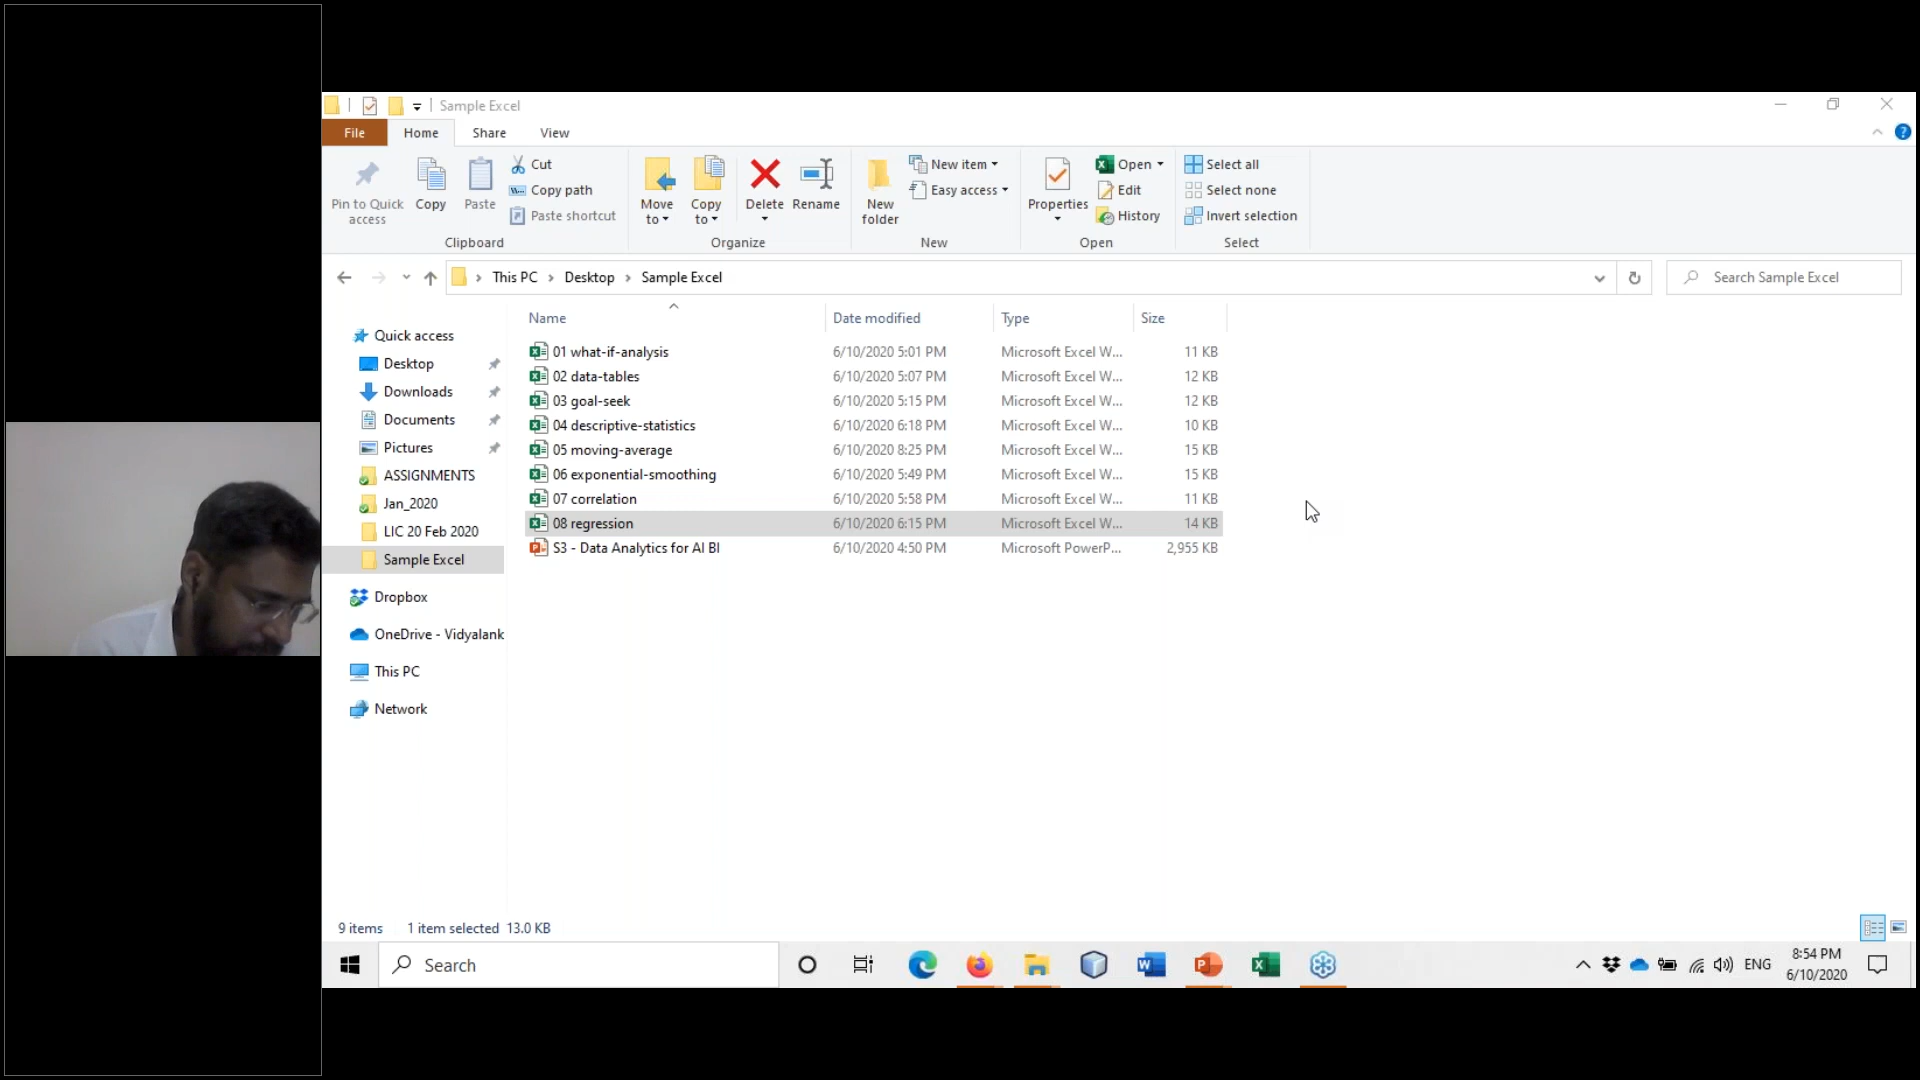 Sample Excel
File Home Share View
Pin to Quick access
Copy
Paste
Cut
Copy path
Paste shortcut
Clipboard
Move to
Copy to
Delete
Rename
Organize
New folder
New item
Easy access
New
Properties
Open
Edit
History
Open
Select all
Select none
Invert selection
Select
This PC > Desktop > Sample Excel
Search Sample Excel
Quick access
Desktop
Downloads
Documents
Pictures
ASSIGNMENTS
Jan_2020
LIC 20 Feb 2020
Sample Excel
Dropbox
OneDrive - Vidyalank
This PC
Network
Name Date modified Type Size
01 what-if-analysis 6/10/2020 5:01 PM Microsoft Excel W... 11 KB
02 data-tables 6/10/2020 5:07 PM Microsoft Excel W... 12 KB
03 goal-seek 6/10/2020 5:15 PM Microsoft Excel W... 12 KB
04 descriptive-statistics 6/10/2020 6:18 PM Microsoft Excel W... 10 KB
05 moving-average 6/10/2020 8:25 PM Microsoft Excel W... 15 KB
06 exponential-smoothing 6/10/2020 5:49 PM Microsoft Excel W... 15 KB
07 correlation 6/10/2020 5:58 PM Microsoft Excel W... 11 KB
08 regression 6/10/2020 6:15 PM Microsoft Excel W... 14 KB
S3 - Data Analytics for AI BI 6/10/2020 4:50 PM Microsoft PowerP... 2,955 KB
9 items 1 item selected 13.0 KB
Search
ENG
8:54 PM
6/10/2020